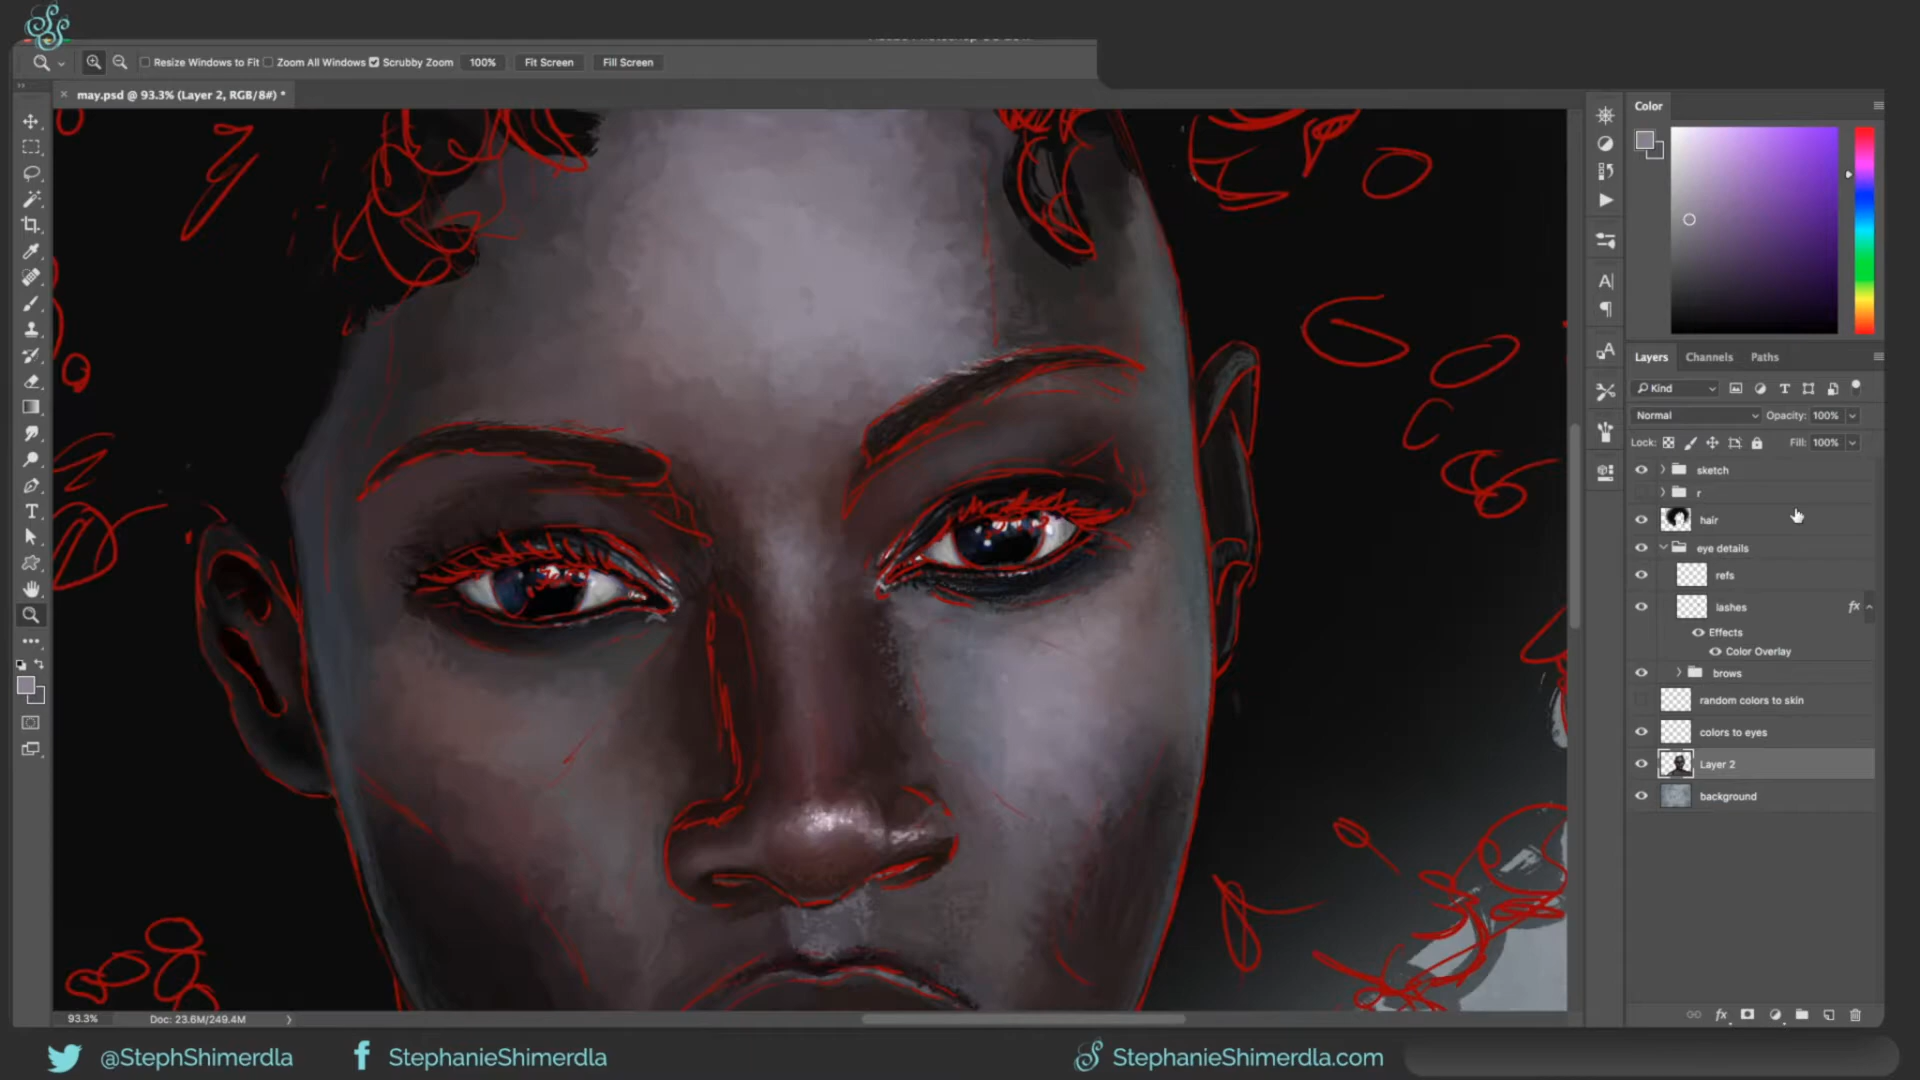 Resize Windows to Fit Zoom All Windows Scrubby Zoom 100% Fit Screen Fill Screen
may.psd @ 93.3% (Layer 2, RGB/8#) *
Color
Layers Channels Paths
Kind
Normal Opacity: 100%
Lock: Fill: 100%
sketch
r
hair
eye details
refs
lashes fx
Effects
Color Overlay
brows
random colors to skin
colors to eyes
Layer 2
background
93.3% Doc: 23.6M/249.4M
@StephShimerdla StephanieShimerdla StephanieShimerdla.com